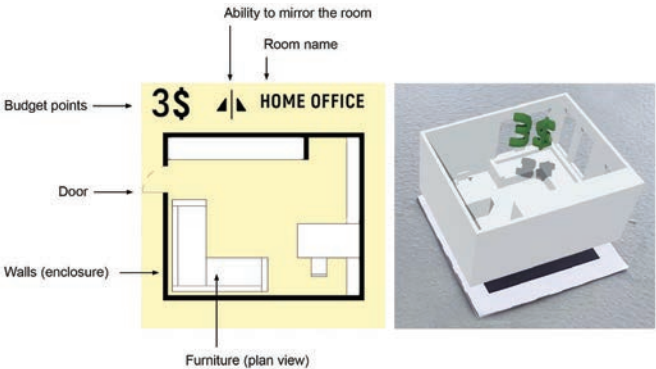 Ability to mirror the room
Room name
Budget points
3$
HOME OFFICE
3$
Door
Walls (enclosure)
Furniture (plan view)